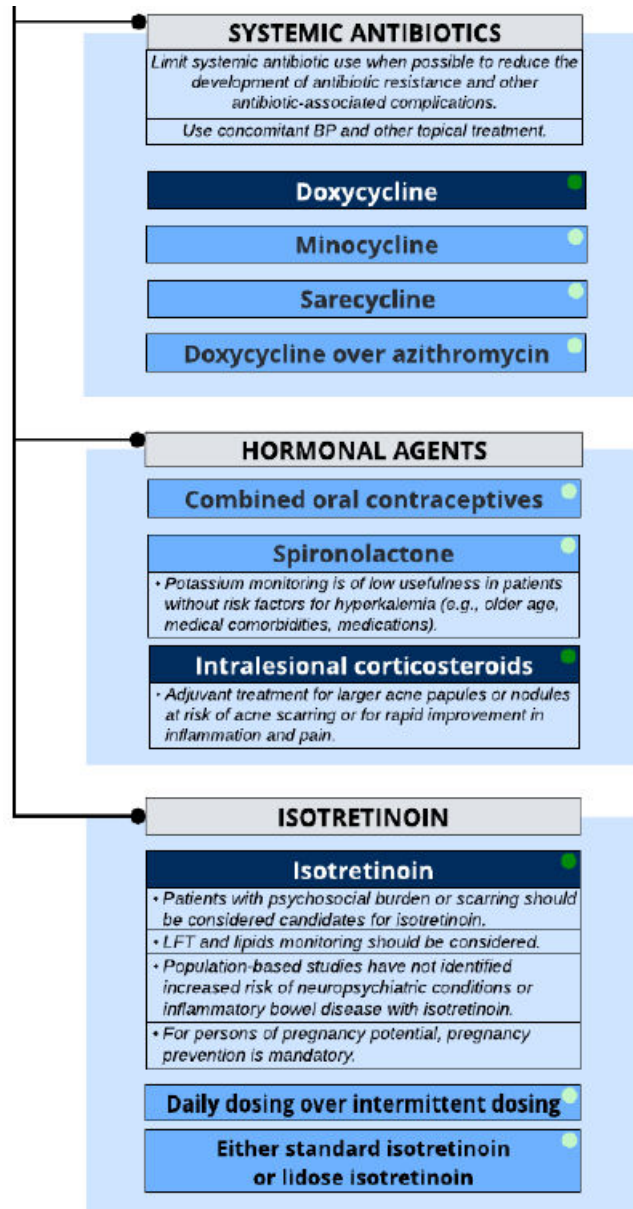 SYSTEMIC ANTIBIOTICS
Limit systemic antibiotic use when possible to reduce the
development of antibiotic resistance and other
antibiotic-associated complications.
Use concomitant BP and other topical treatment.
Doxycycline
Minocycline
Sarecycline
Doxycycline over azithromycin
HORMONAL AGENTS
Combined oral contraceptives
Spironolactone
• Potassium monitoring is of low usefulness in patients
without risk factors for hyperkalemia (e.g., older age,
medical comorbidities, medications).
Intralesional corticosteroids
• Adjuvant treatment for larger acne papules or nodules
at risk of acne scarring or for rapid improvement in
inflammation and pain.
ISOTRETINOIN
Isotretinoin
• Patients with psychosocial burden or scarring should
be considered candidates for isotretinoin.
• LFT and lipids monitoring should be considered.
• Population-based studies have not identified
increased risk of neuropsychiatric conditions or
inflammatory bowel disease with isotretinoin.
• For persons of pregnancy potential, pregnancy
prevention is mandatory.
Daily dosing over intermittent dosing
Either standard isotretinoin
or lidose isotretinoin